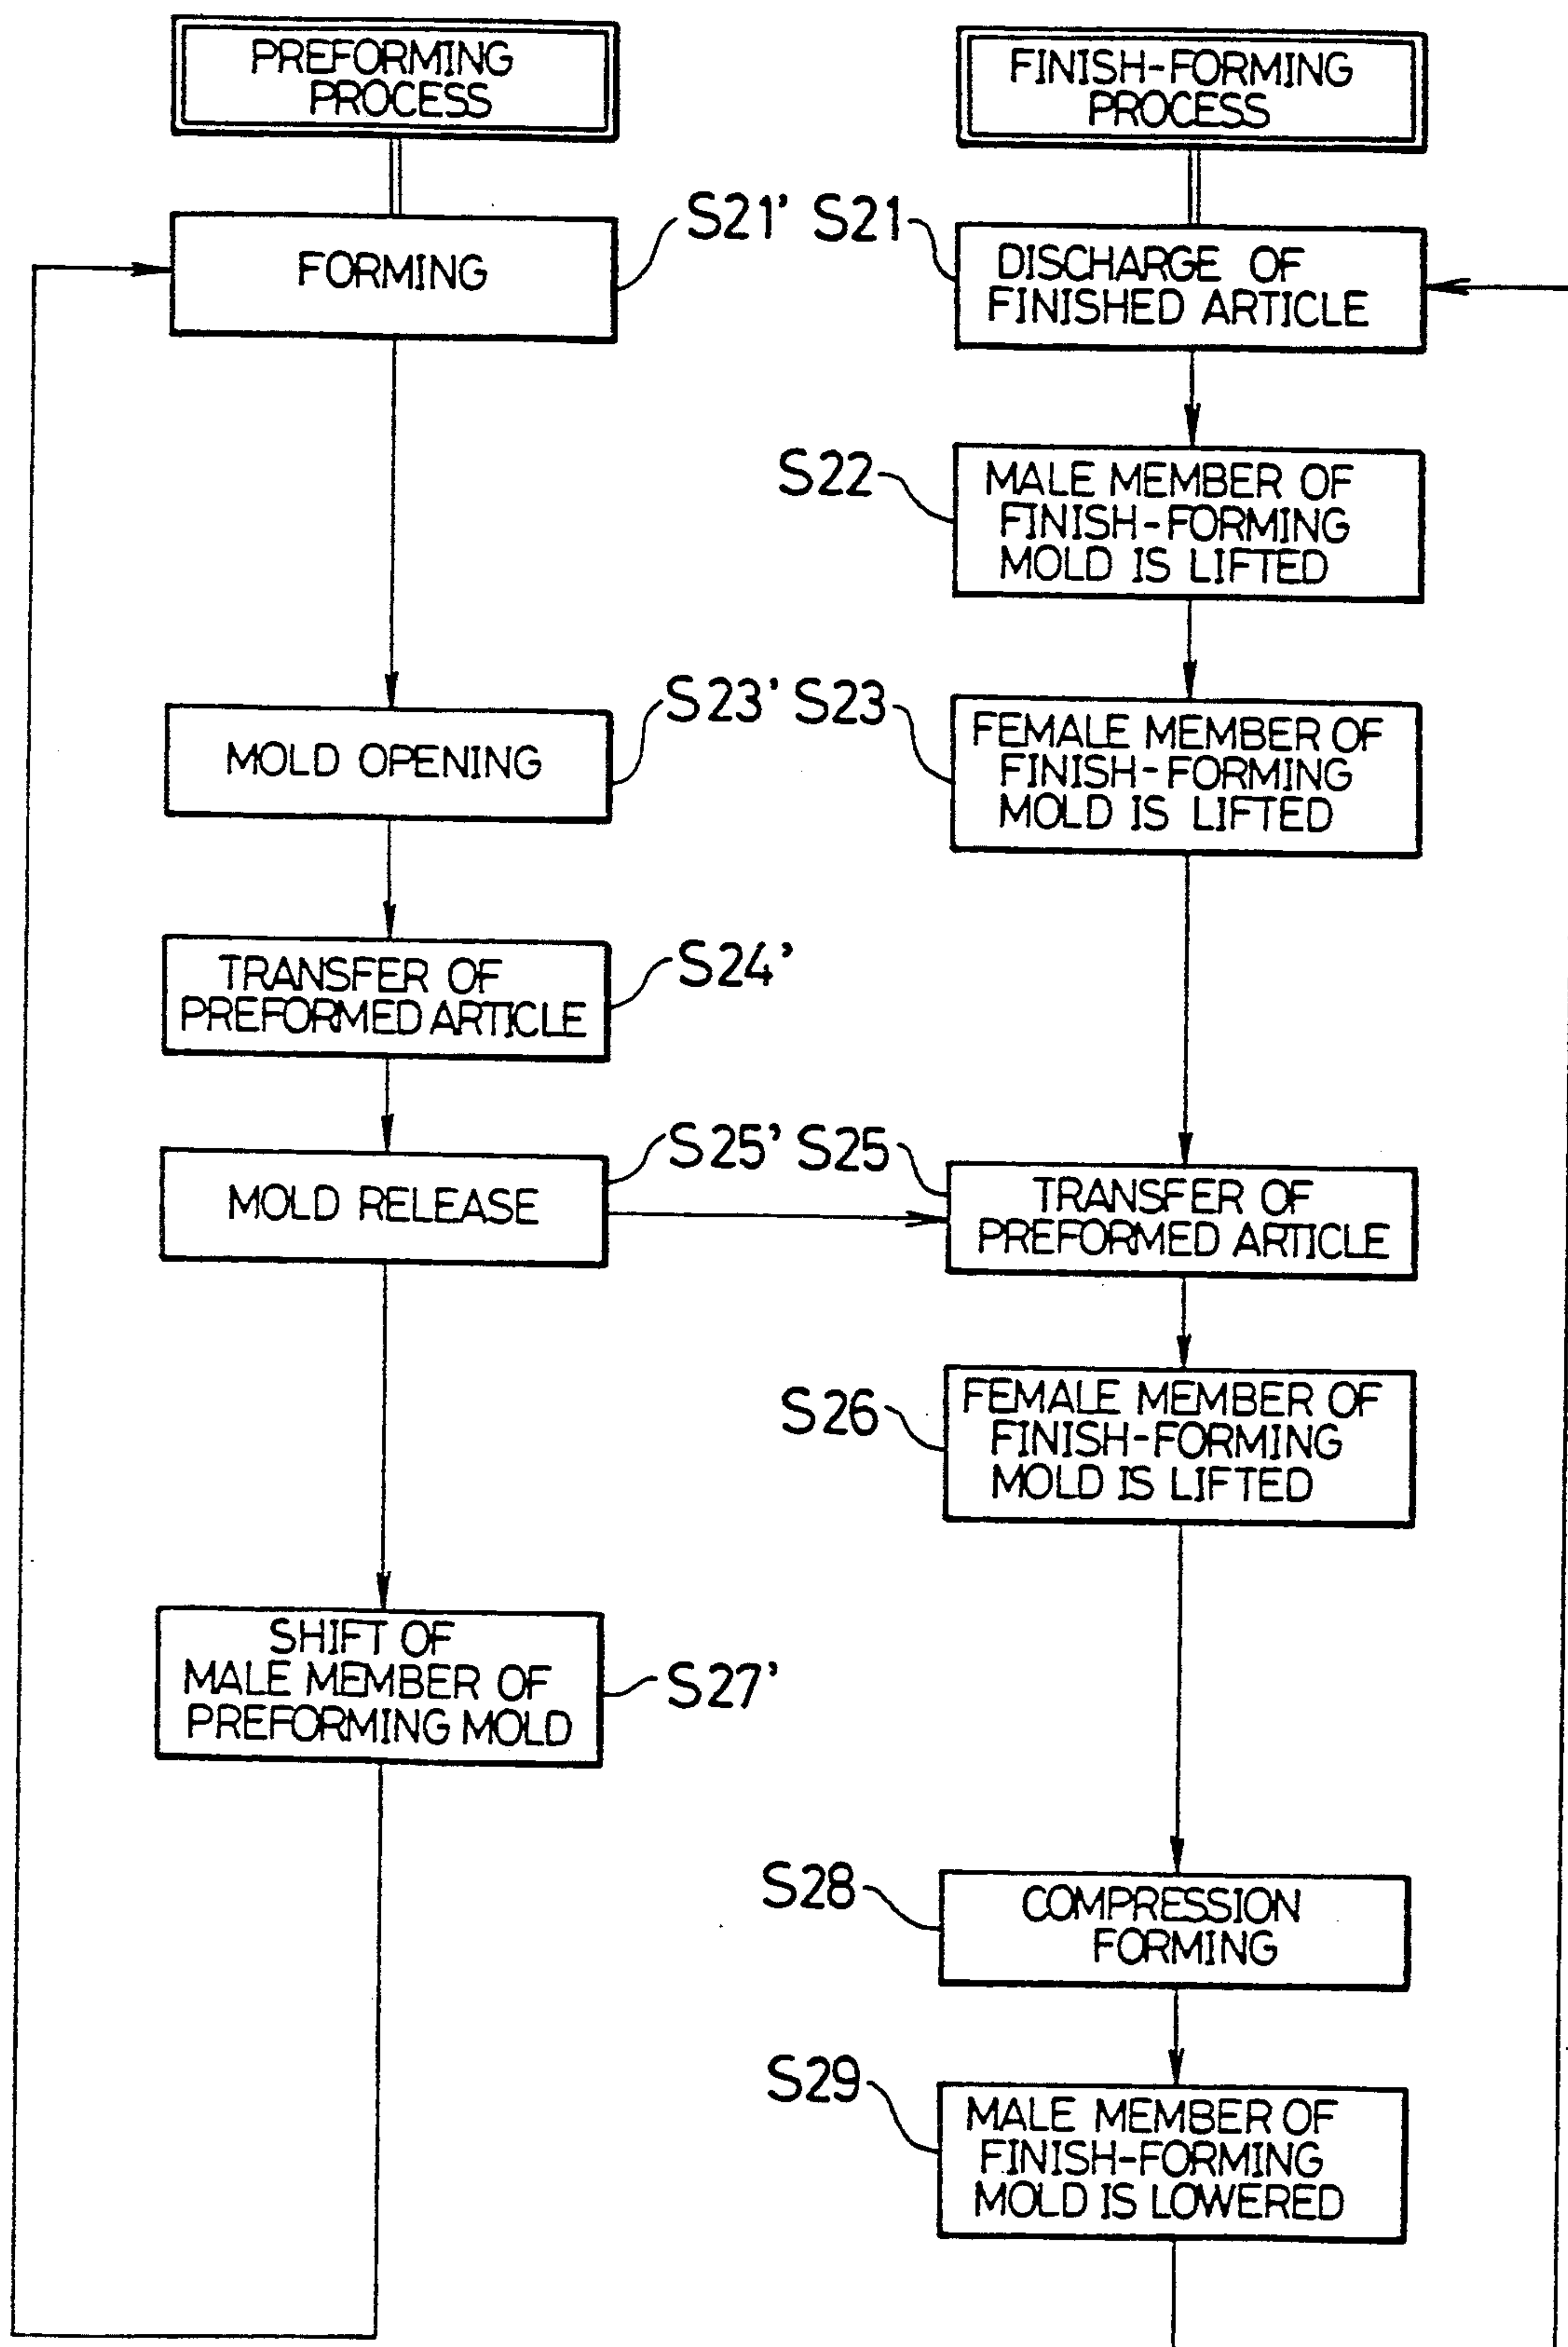 PREFORMING
PROCESS
FORMING
S21'
MOLD OPENING
S23'
TRANSFER OF
PREFORMED ARTICLE
S24'
MOLD RELEASE
S25'
SHIFT OF
MALE MEMBER OF
PREFORMING MOLD
S27'
FINISH-FORMING
PROCESS
S21
DISCHARGE OF
FINISHED ARTICLE
S22
MALE MEMBER OF
FINISH-FORMING
MOLD IS LIFTED
S23
FEMALE MEMBER OF
FINISH-FORMING
MOLD IS LIFTED
S25
TRANSFER OF
PREFORMED ARTICLE
S26
FEMALE MEMBER OF
FINISH-FORMING
MOLD IS LIFTED
S28
COMPRESSION
FORMING
S29
MALE MEMBER OF
FINISH-FORMING
MOLD IS LOWERED